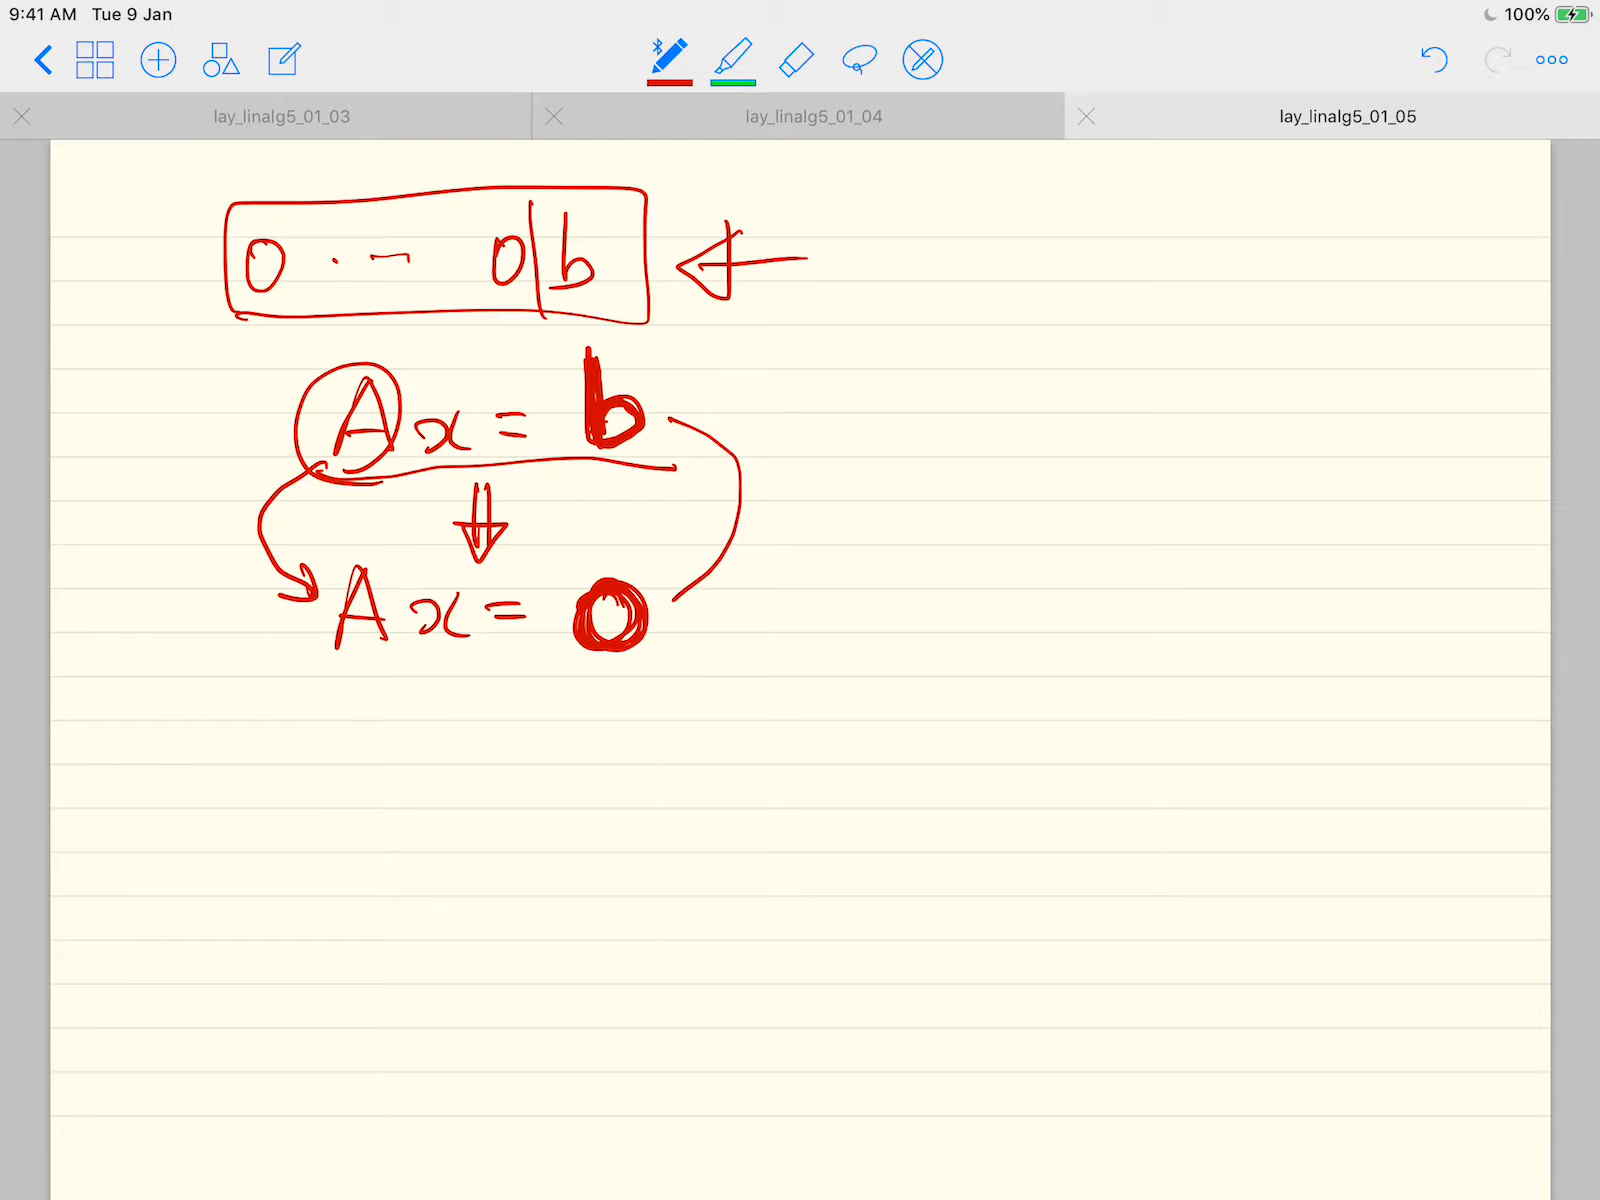 9:41 AM Tue 9 Jan 100%
lay_linalg5_01_03 lay_linalg5_01_04 lay_linalg5_01_05
0 · -- 0 | b
Ax = b
Ax = 0